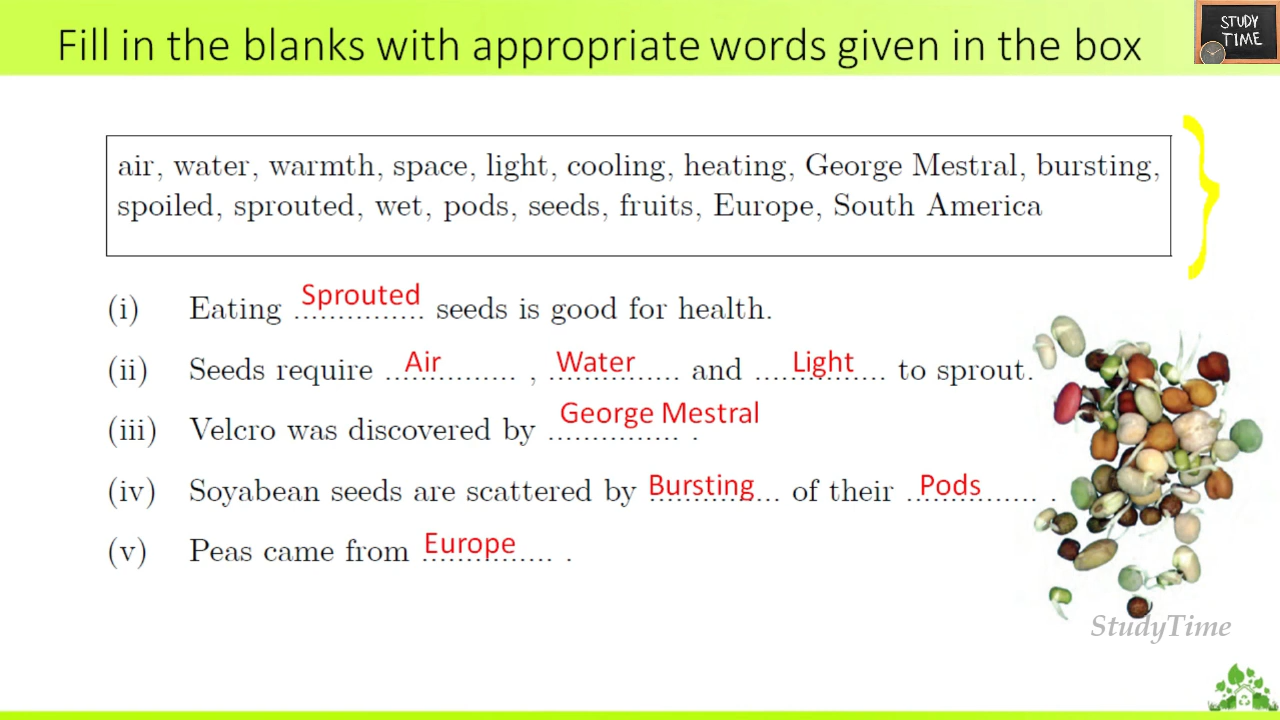 Fill in the blanks with appropriate words given in the box
STUDY
TIME
air, water, warmth, space, light, cooling, heating, George Mestral, bursting,
spoiled, sprouted, wet, pods, seeds, fruits, Europe, South America
(i) Eating Sprouted seeds is good for health.
(ii) Seeds require Air , Water and Light to sprout.
(iii) Velcro was discovered by George Mestral .
(iv) Soyabean seeds are scattered by Bursting of their Pods .
(v) Peas came from Europe .
StudyTime